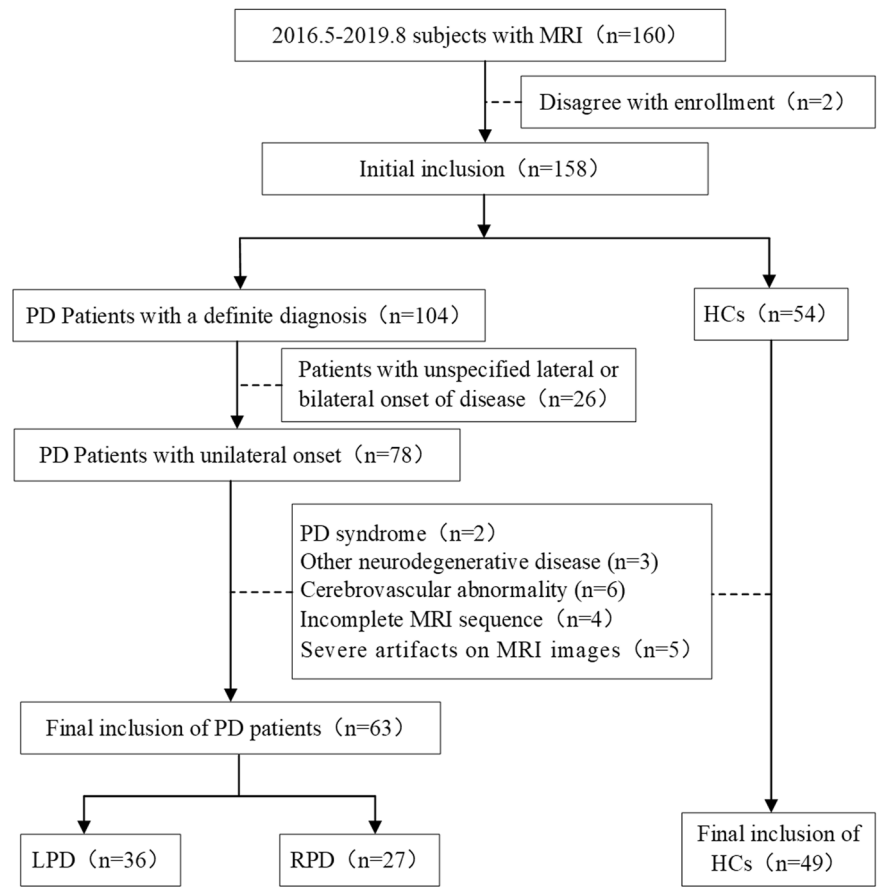 2016.5-2019.8 subjects with MRI（n=160）
Disagree with enrollment（n=2）
Initial inclusion（n=158）
PD Patients with a definite diagnosis（n=104）
HCs（n=54）
Patients with unspecified lateral or
bilateral onset of disease（n=26）
PD Patients with unilateral onset（n=78）
PD syndrome（n=2）
Other neurodegenerative disease (n=3)
Cerebrovascular abnormality (n=6)
Incomplete MRI sequence（n=4）
Severe artifacts on MRI images（n=5）
Final inclusion of PD patients（n=63）
LPD（n=36）
RPD（n=27）
Final inclusion of
HCs（n=49）